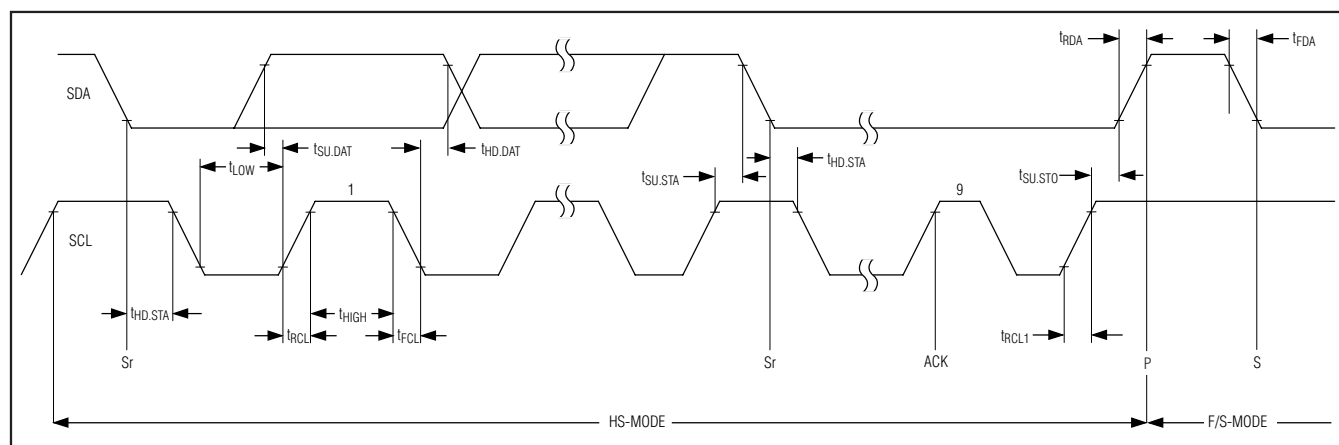 tRDA
tFDA
SDA
tSU.DAT
tHD.DAT
tLOW
tHD.STA
tSU.STA
tSU.STO
1
9
SCL
tHD.STA
tRCL
tHIGH
tFCL
tRCL1
Sr
Sr
ACK
P
S
HS-MODE
F/S-MODE